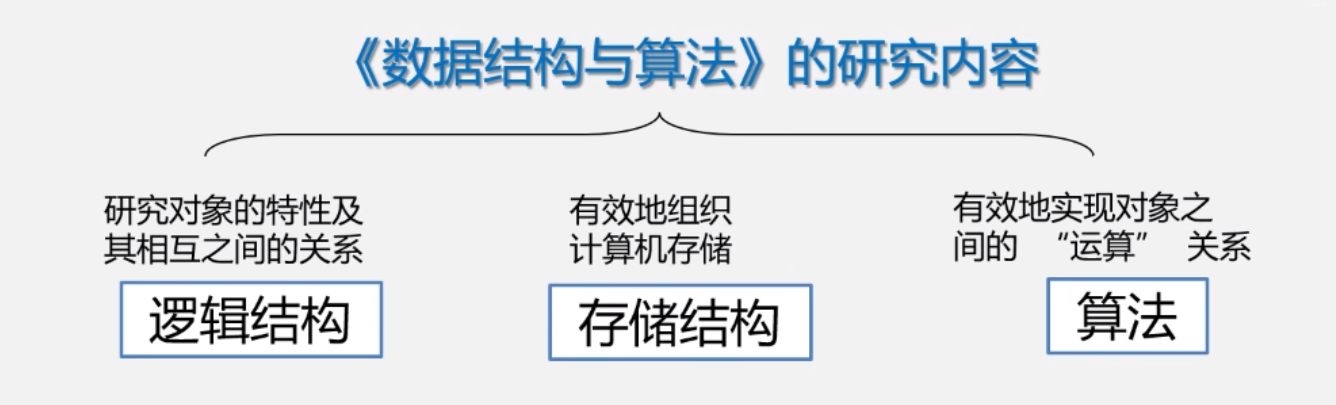 《数据结构与算法》的研究内容
研究对象的特性及
其相互之间的关系
逻辑结构
有效地组织
计算机存储
存储结构
有效地实现对象之
间的 “运算” 关系
算法